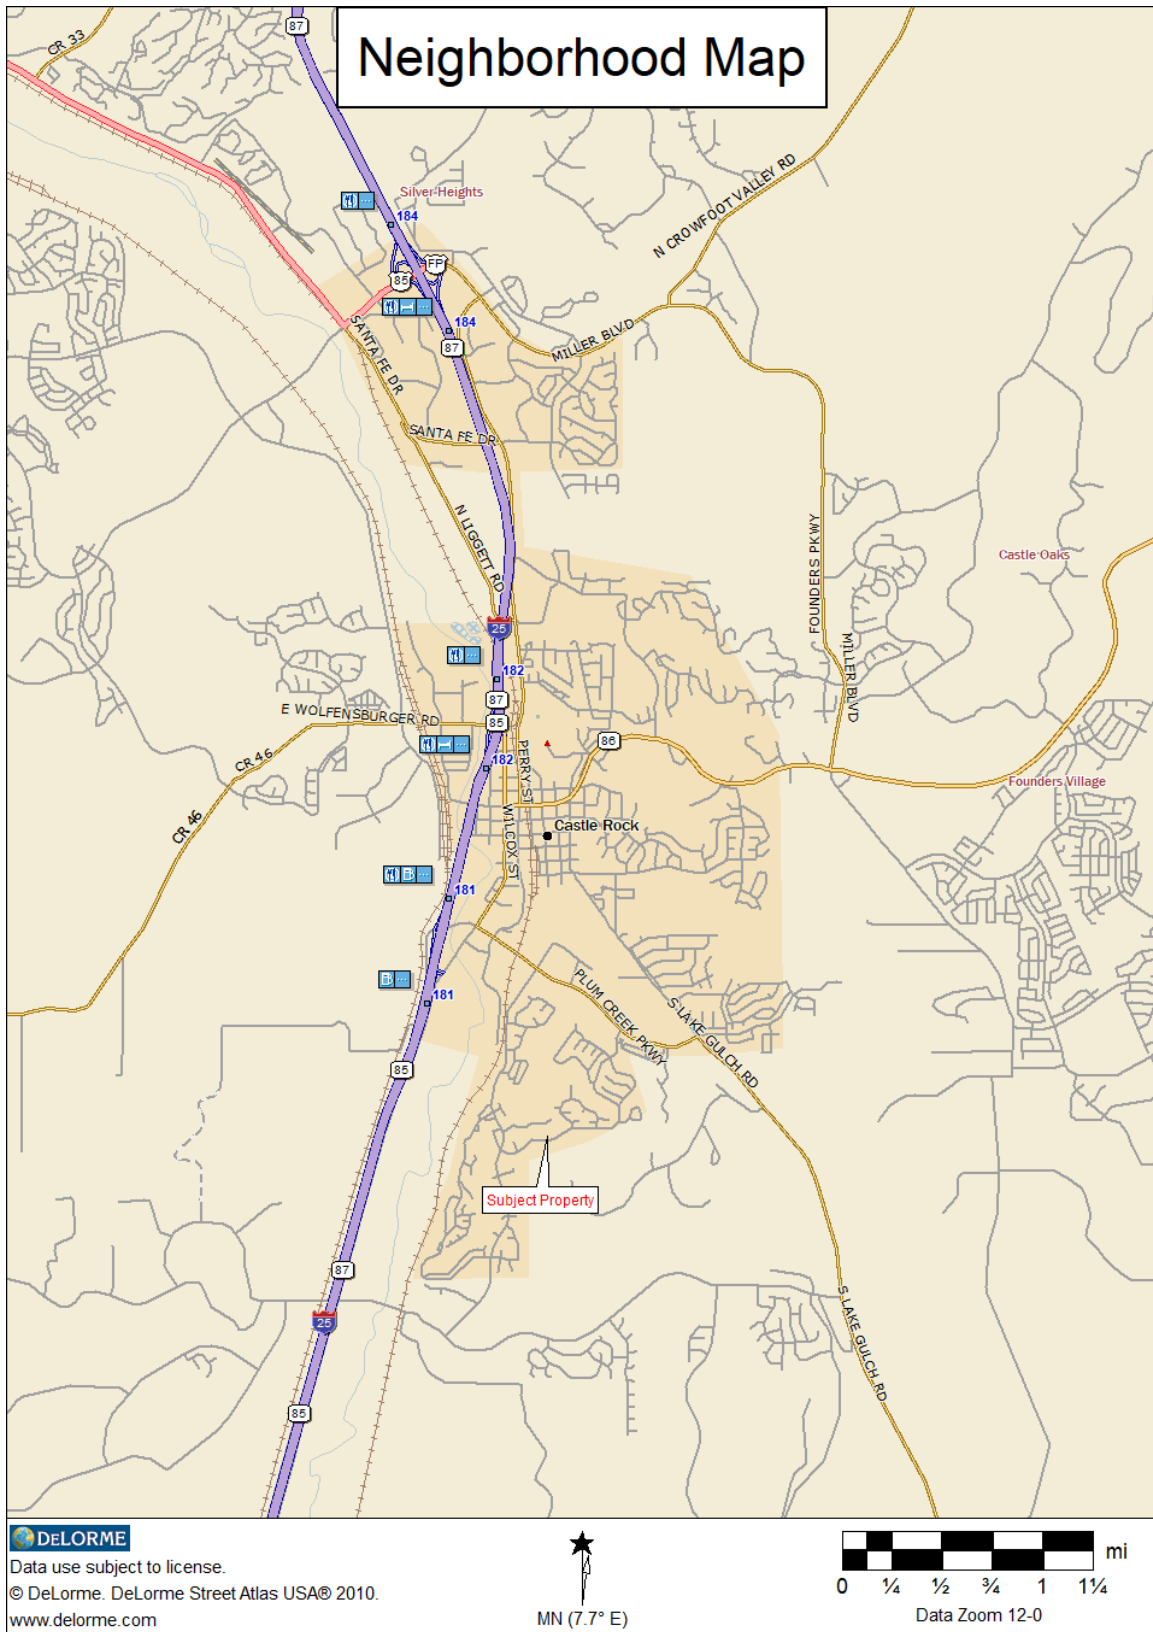 Neighborhood Map
87
CR 33
Silver Heights
N CROWFOOT VALLEY RD
184
FP
85
184
87
SANTA FE DR
MILLER BLVD
SANTA FE DR
N LIGGETT RD
FOUNDERS PKWY
Castle Oaks
25
182
87
MILLER BLVD
E WOLFENSBURGER RD
85
86
CR 46
182
PERRY ST
Founders Village
CR 46
WILCOX ST
Castle Rock
181
181
PLUM CREEK PKWY
S LAKE GULCH RD
85
Subject Property
87
25
S LAKE GULCH RD
85
DELORME
Data use subject to license.
© DeLorme. DeLorme Street Atlas USA® 2010.
www.delorme.com
MN (7.7° E)
mi
0 ¼ ½ ¾ 1 1¼
Data Zoom 12-0